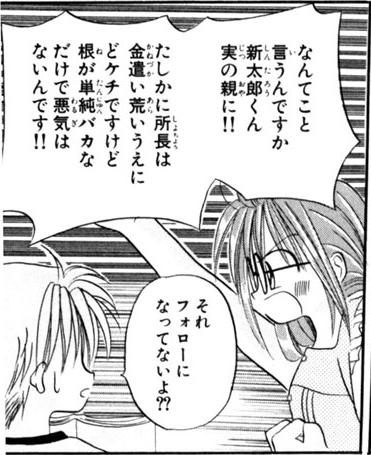 なんてこと
言うんですか
新太郎くん
実の親に!!
たしかに所長は
金遣い荒いうえに
どケチですけど
根が単純バカな
だけで悪気は
ないんです!!
それ
フォローに
なってないよ??